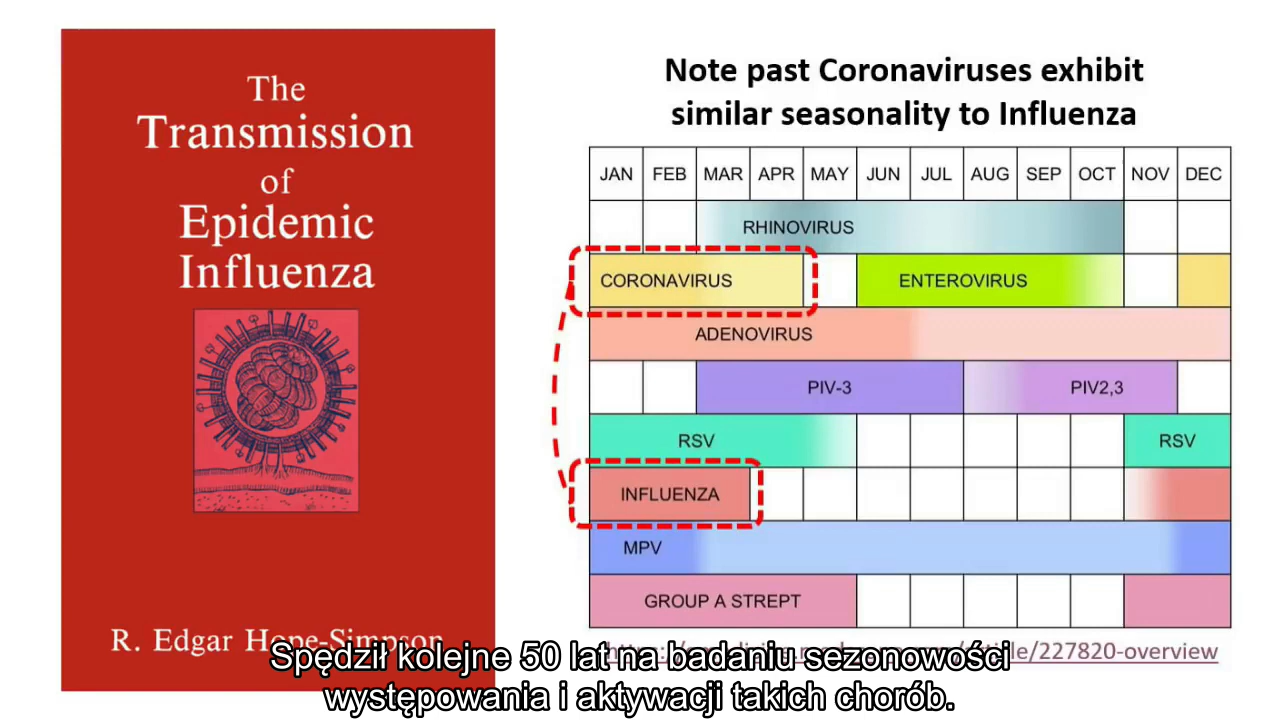 The
Transmission
of
Epidemic
Influenza
R. Edgar Hope-Simpson
Note past Coronaviruses exhibit
similar seasonality to Influenza
JAN FEB MAR APR MAY JUN JUL AUG SEP OCT NOV DEC
RHINOVIRUS
CORONAVIRUS ENTEROVIRUS
ADENOVIRUS
PIV-3 PIV2,3
RSV RSV
INFLUENZA
MPV
GROUP A STREPT
/227820-overview
Spędził kolejne 50 lat na badaniu sezonowości
występowania i aktywacji takich chorób.